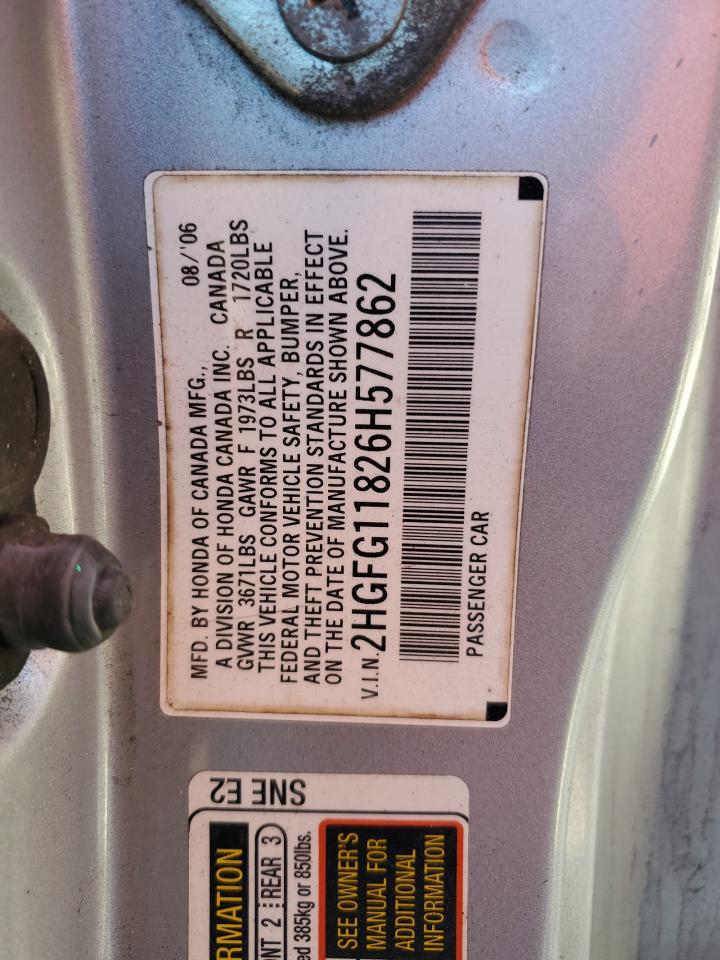 MFD. BY HONDA OF CANADA MFG., 08/'06
A DIVISION OF HONDA CANADA INC. CANADA
GVWR 3671LBS GAWR F 1973LBS R 1720LBS
THIS VEHICLE CONFORMS TO ALL APPLICABLE
FEDERAL MOTOR VEHICLE SAFETY, BUMPER,
AND THEFT PREVENTION STANDARDS IN EFFECT
ON THE DATE OF MANUFACTURE SHOWN ABOVE.
V.I.N. 2HGFG11826H577862
PASSENGER CAR
SNE E2
REAR 3
2
385kg or 850lbs.
SEE OWNER'S
MANUAL FOR
ADDITIONAL
INFORMATION